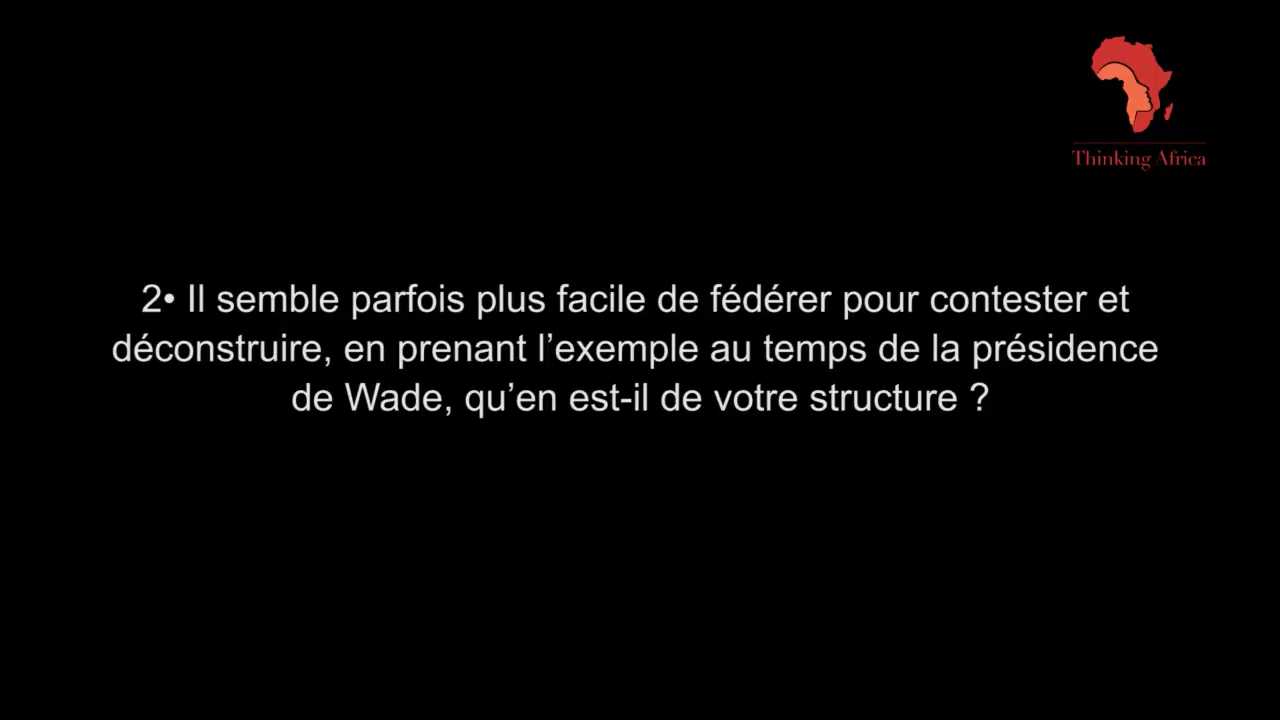 Thinking Africa
2• Il semble parfois plus facile de fédérer pour contester et
déconstruire, en prenant l’exemple au temps de la présidence
de Wade, qu’en est-il de votre structure ?